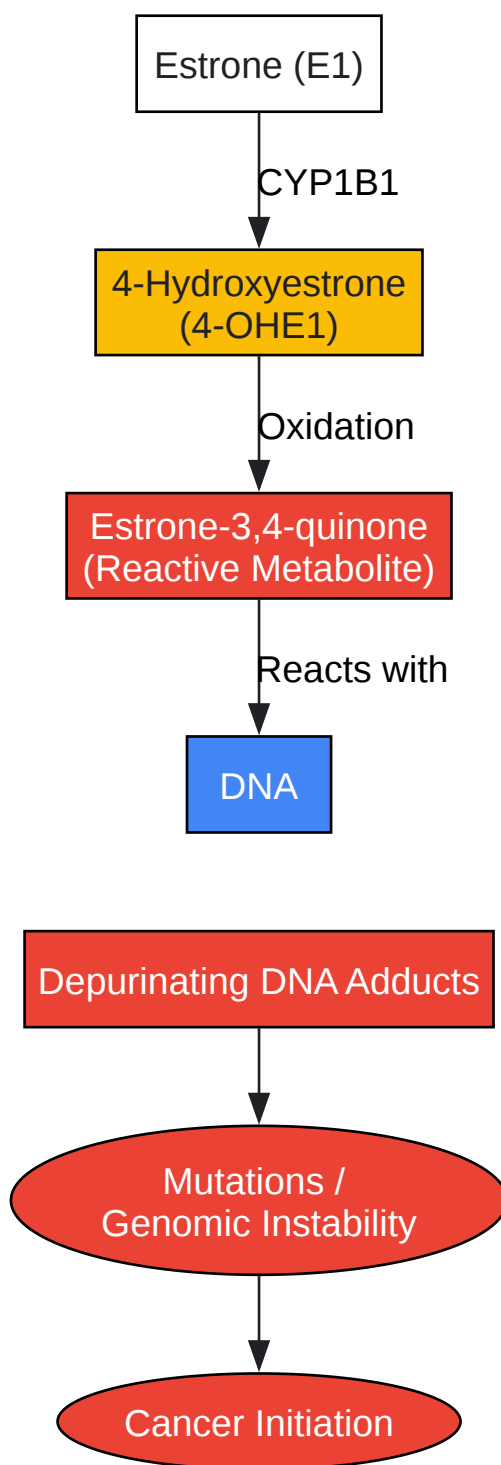 Estrone (E1)
CYP1B1
4-Hydroxyestrone
(4-OHE1)
Oxidation
Estrone-3,4-quinone
(Reactive Metabolite)
Reacts with
DNA
Depurinating DNA Adducts
Mutations /
Genomic Instability
Cancer Initiation